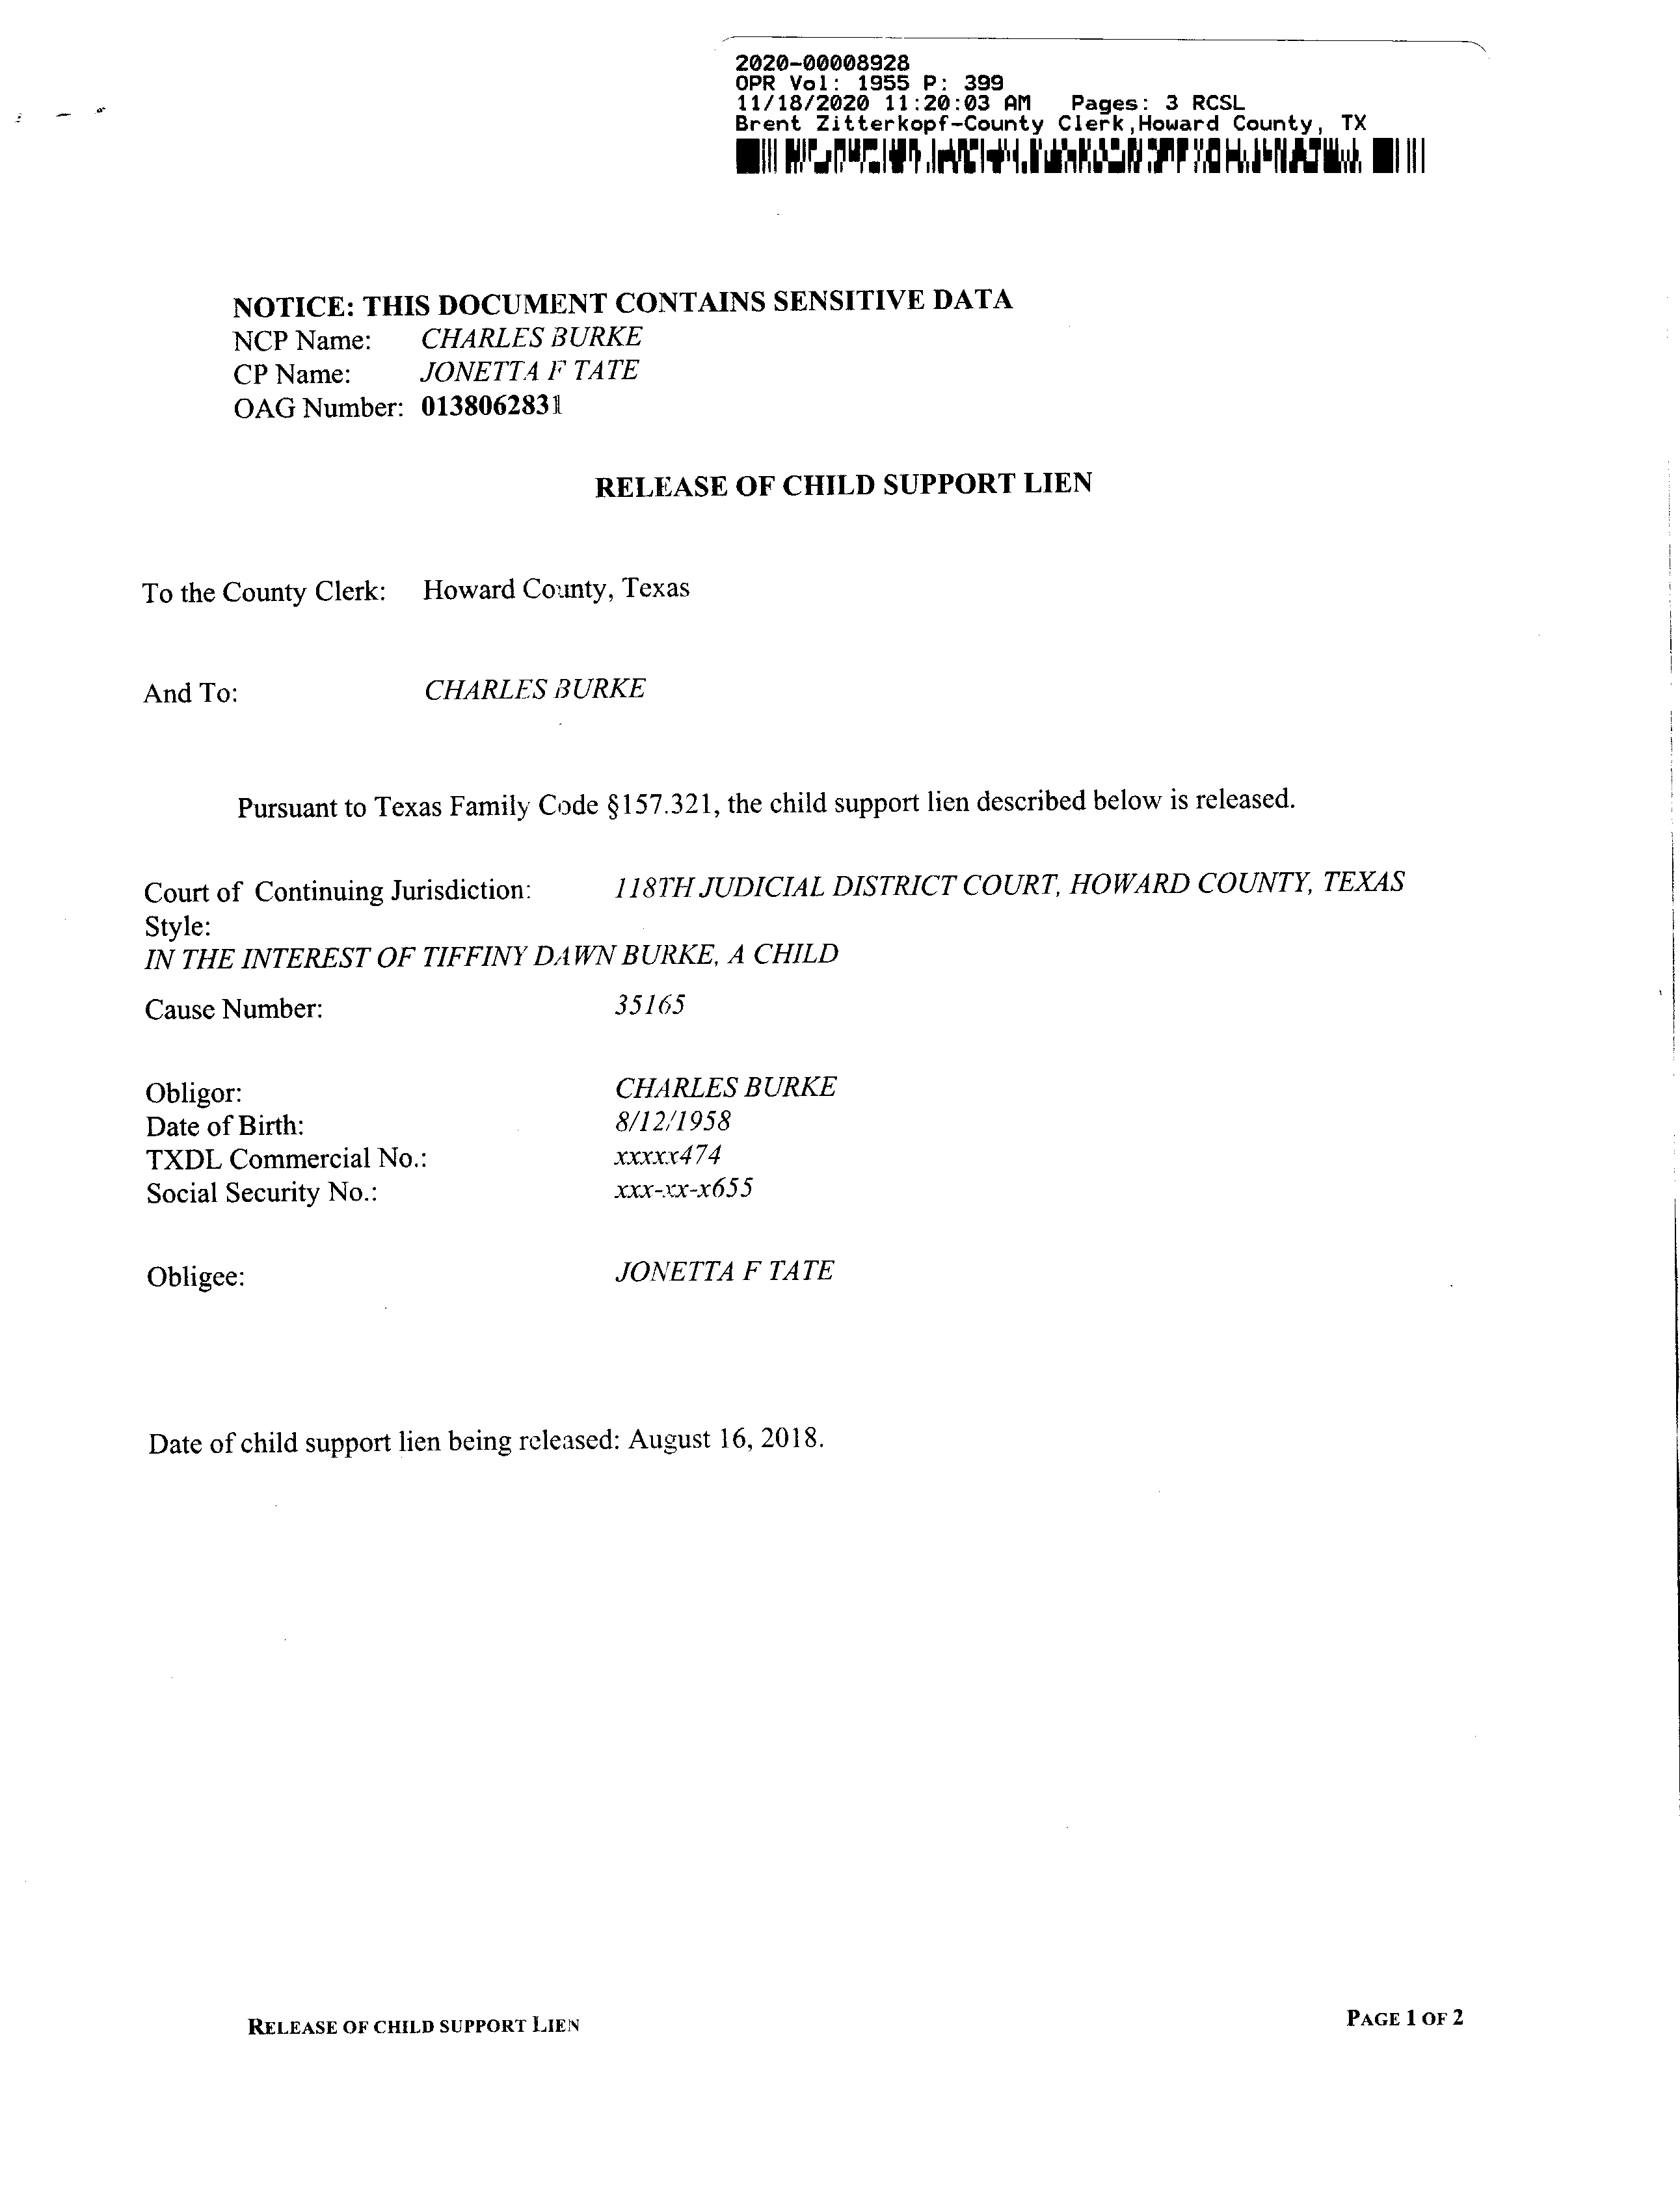 2020-00008928
OPR Vol: 1955 P: 399
11/18/2020 11:20:03 AM Pages: 3 RCSL
Brent Zitterkopf-County Clerk,Howard County, TX
NOTICE: THIS DOCUMENT CONTAINS SENSITIVE DATA
NCP Name: CHARLES BURKE
CP Name: JONETTA F TATE
OAG Number: 0138062831
RELEASE OF CHILD SUPPORT LIEN
To the County Clerk: Howard County, Texas
And To: CHARLES BURKE
Pursuant to Texas Family Code §157.321, the child support lien described below is released.
Court of Continuing Jurisdiction: 118TH JUDICIAL DISTRICT COURT, HOWARD COUNTY, TEXAS
Style:
IN THE INTEREST OF TIFFINY DAWN BURKE, A CHILD
Cause Number: 35165
Obligor: CHARLES BURKE
Date of Birth: 8/12/1958
TXDL Commercial No.: xxxxx474
Social Security No.: xxx-xx-x655
Obligee: JONETTA F TATE
Date of child support lien being released: August 16, 2018.
RELEASE OF CHILD SUPPORT LIEN PAGE 1 OF 2